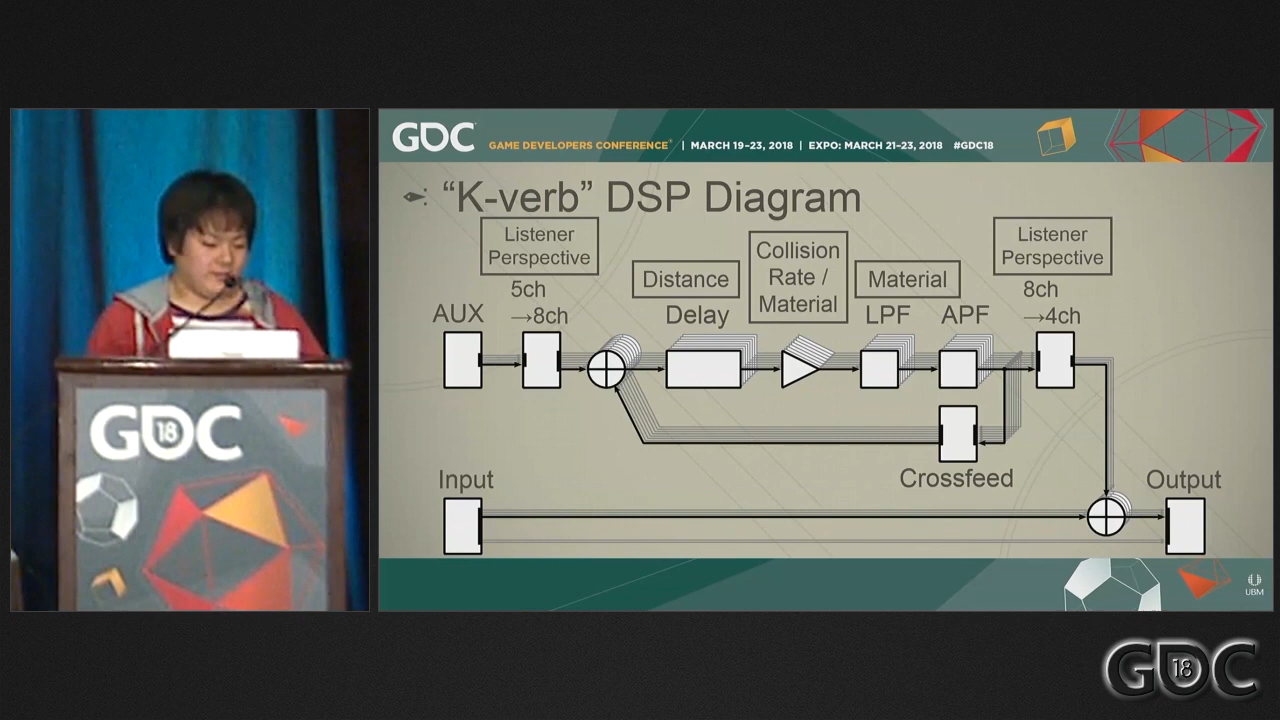 GDC
GAME DEVELOPERS CONFERENCE® | MARCH 19–23, 2018 | EXPO: MARCH 21–23, 2018 #GDC18
“K-verb” DSP Diagram
Listener
Perspective
Distance
Collision
Rate /
Material
Material
Listener
Perspective
AUX
5ch
→8ch
Delay
LPF
APF
8ch
→4ch
Crossfeed
Input
Output
UBM
GDC
18
GDC
18